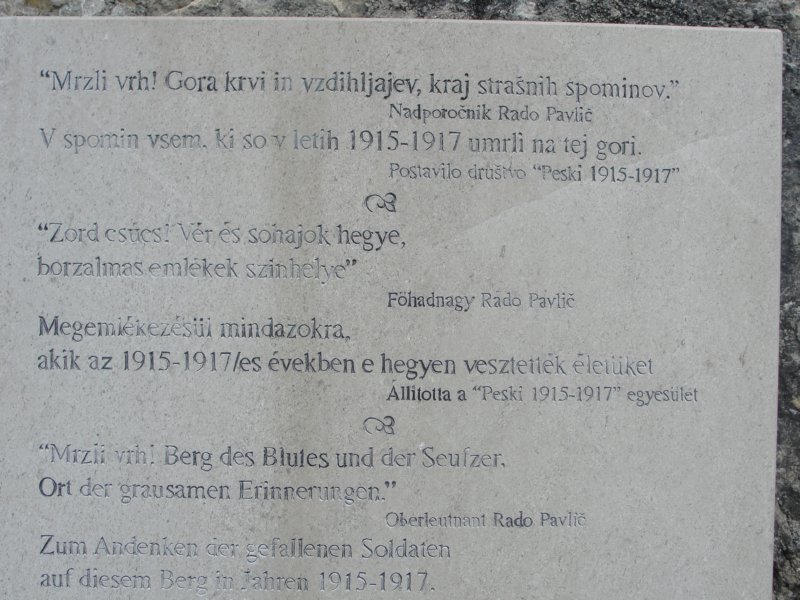 “Mrzli vrh! Gora krvi in vzdihljajev, kraj strašnih spominov.”
Nadporočnik Rado Pavlič
V spomin vsem, ki so v letih 1915-1917 umrli na tej gori.
Postavilo društvo “Peski 1915-1917”
“Zord csúcs! Vér és sóhajok hegye,
borzalmas emlékek szinhelye”
Főhadnagy Rado Pavlič
Megemlékezésül mindazokra,
akik az 1915-1917/es években e hegyen vesztették életüket
Állitotta a “Peski 1915-1917” egyesület
“Mrzli vrh! Berg des Blutes und der Seufzer,
Ort der grausamen Erinnerungen.”
Oberleutnant Rado Pavlič
Zum Andenken der gefallenen Soldaten
auf diesem Berg in Jahren 1915-1917.